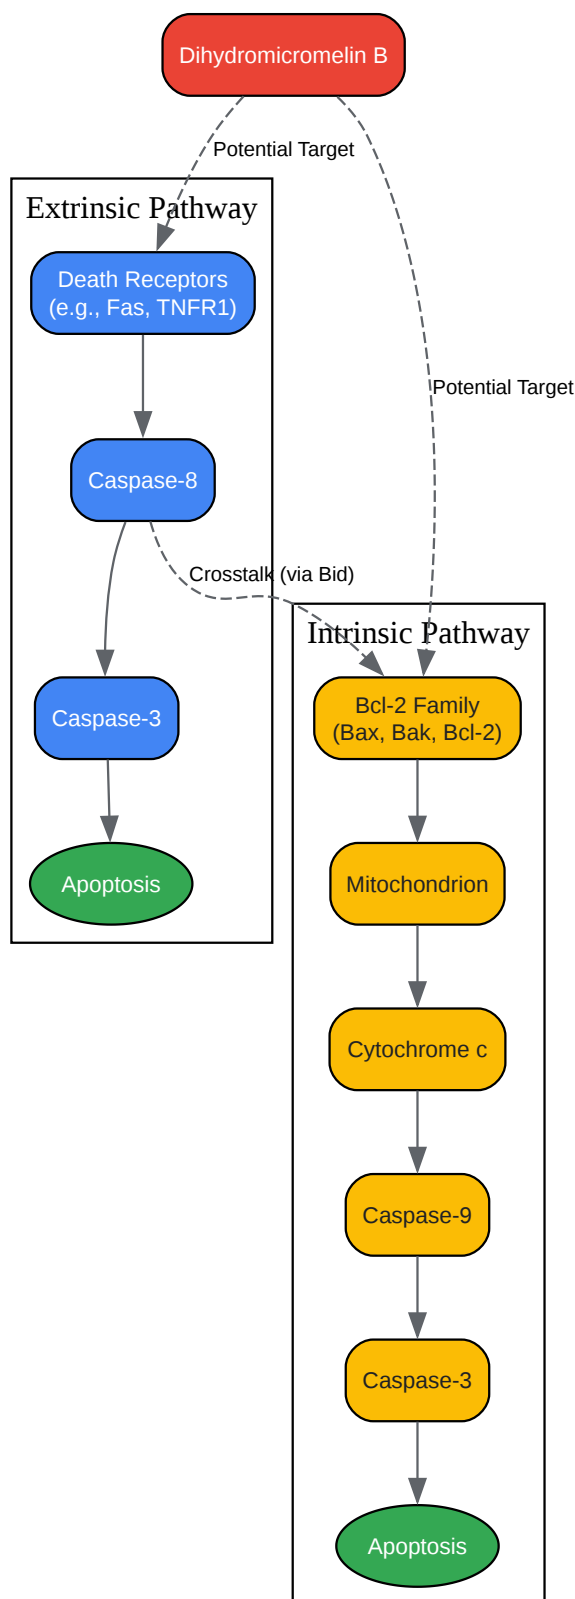 Dihydromicromelin B
Potential Target
Extrinsic Pathway
Death Receptors
(e.g., Fas, TNFR1)
Potential Target
Caspase-8
Crosstalk (via Bid)
Intrinsic Pathway
Caspase-3
Bcl-2 Family
(Bax, Bak, Bcl-2)
Apoptosis
Mitochondrion
Cytochrome c
Caspase-9
Caspase-3
Apoptosis